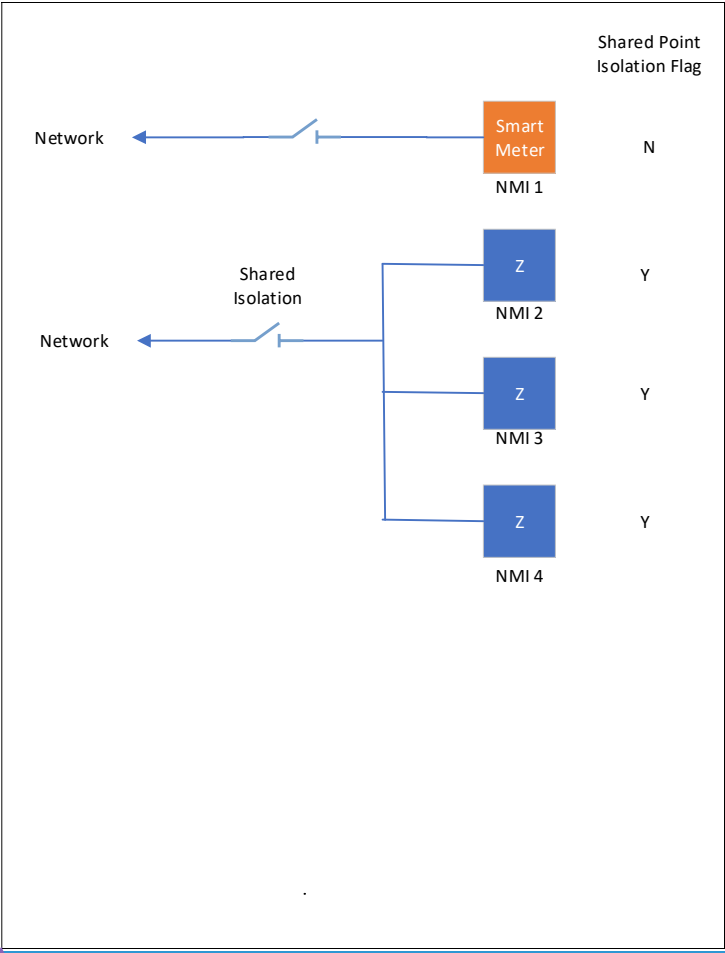 Shared Point
Isolation Flag
Network
Smart
Meter
N
NMI 1
Z
Y
Shared
Isolation
NMI 2
Network
Z
Y
NMI 3
Z
Y
NMI 4
.